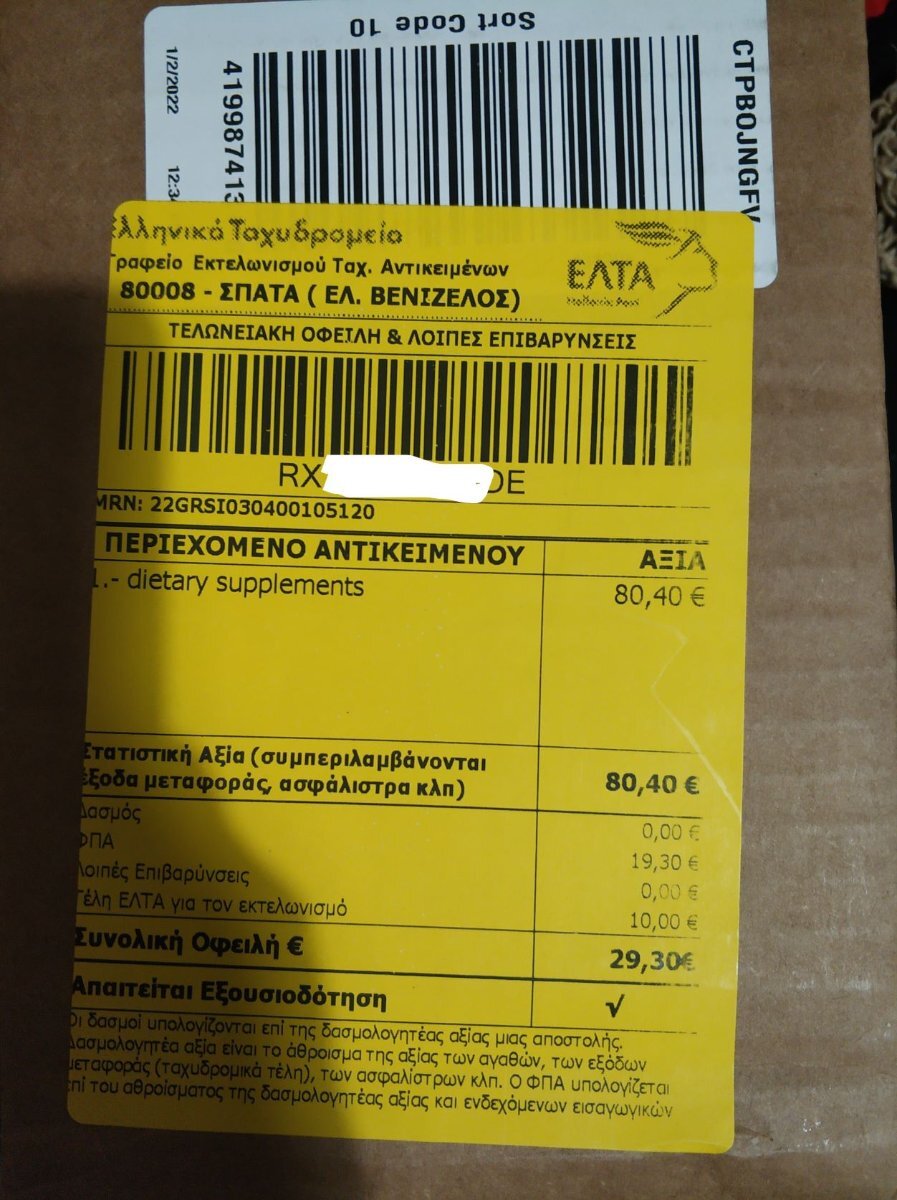 Sort Code 10
CTPBOJNGFV
1/2/2022 12:34
419987413
Ελληνικά Ταχυδρομεία
Γραφείο Εκτελωνισμού Ταχ. Αντικειμένων
80008 - ΣΠΑΤΑ ( ΕΛ. ΒΕΝΙΖΕΛΟΣ)
ΕΛΤΑ
Hellenic Post
ΤΕΛΩΝΕΙΑΚΗ ΟΦΕΙΛΗ & ΛΟΙΠΕΣ ΕΠΙΒΑΡΥΝΣΕΙΣ
RX DE
MRN: 22GRSI030400105120
ΠΕΡΙΕΧΟΜΕΝΟ ΑΝΤΙΚΕΙΜΕΝΟΥ ΑΞΙΑ
1.- dietary supplements 80,40 €
Στατιστική Αξία (συμπεριλαμβάνονται
έξοδα μεταφοράς, ασφάλιστρα κλπ) 80,40 €
Δασμός 0,00 €
ΦΠΑ 19,30 €
Λοιπές Επιβαρύνσεις 0,00 €
Τέλη ΕΛΤΑ για τον εκτελωνισμό 10,00 €
Συνολική Οφειλή € 29,30€
Απαιτείται Εξουσιοδότηση √
Οι δασμοί υπολογίζονται επί της δασμολογητέας αξίας μιας αποστολής.
Δασμολογητέα αξία είναι το άθροισμα της αξίας των αγαθών, των εξόδων
μεταφοράς (ταχυδρομικά τέλη), των ασφαλίστρων κλπ. Ο ΦΠΑ υπολογίζεται
επί του αθροίσματος της δασμολογητέας αξίας και ενδεχόμενων εισαγωγικών